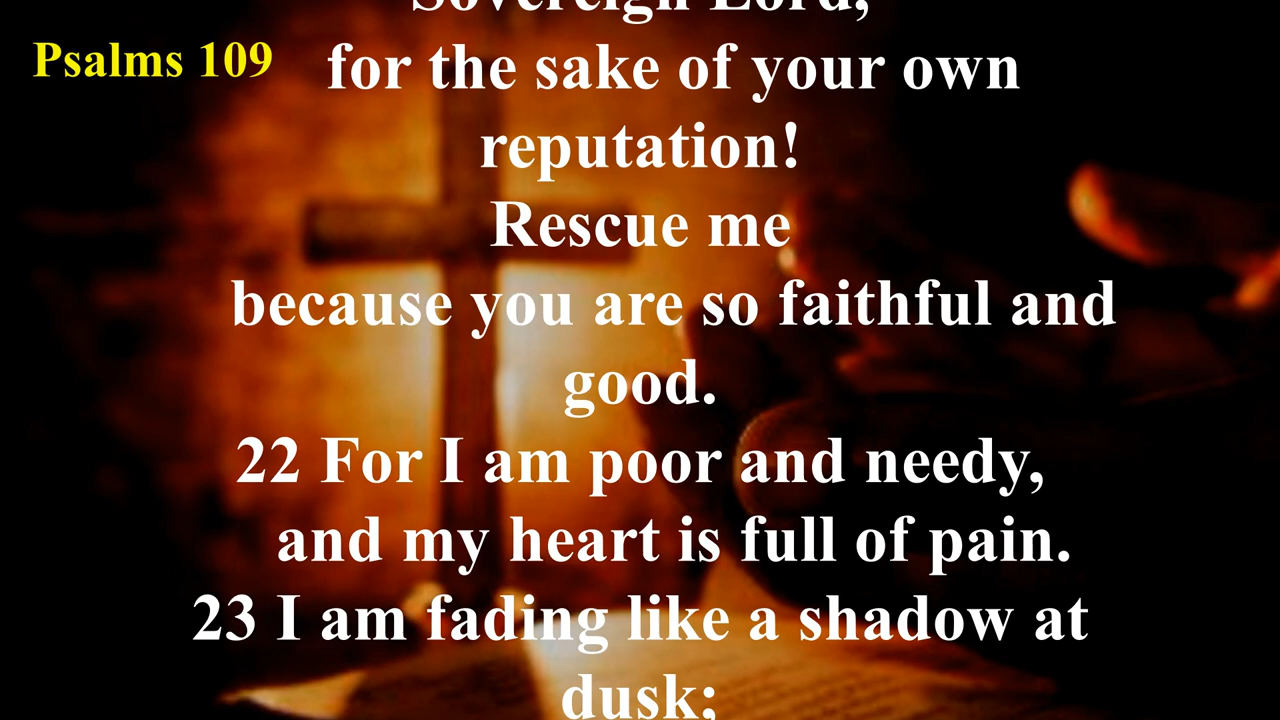 Sovereign Lord,
Psalms 109
for the sake of your own
reputation!
Rescue me
because you are so faithful and
good.
22 For I am poor and needy,
and my heart is full of pain.
23 I am fading like a shadow at
dusk;